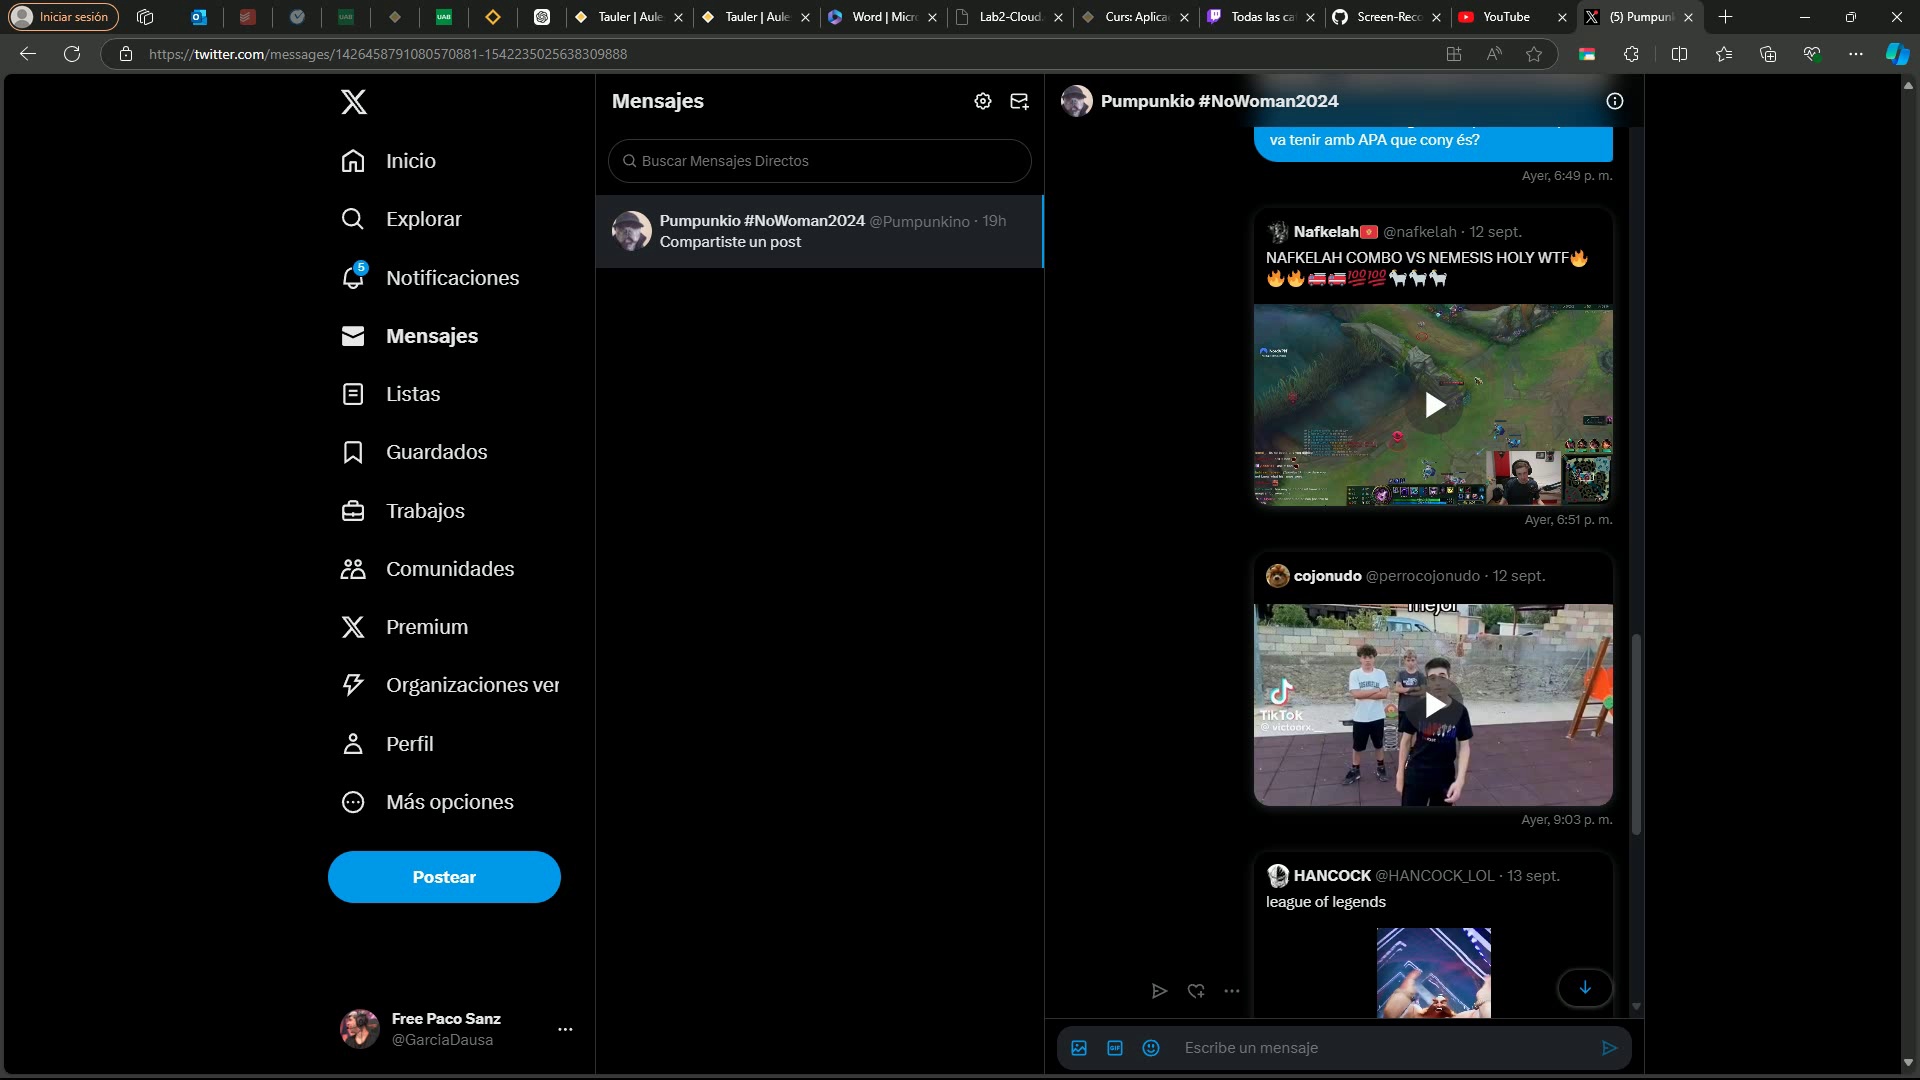 Iniciar sesión
Tauler | Aule
Tauler | Aule
Word | Micr
Lab2-Cloud.
Curs: Aplica
Todas las ca
Screen-Reco
YouTube
(5) Pumpun
https://twitter.com/messages/1426458791080570881-1542235025638309888
Inicio
Explorar
5
Notificaciones
Mensajes
Listas
Guardados
Trabajos
Comunidades
Premium
Organizaciones ver
Perfil
Más opciones
Postear
Free Paco Sanz
@GarciaDausa
Mensajes
Buscar Mensajes Directos
Pumpunkio #NoWoman2024 @Pumpunkino · 19h
Compartiste un post
Pumpunkio #NoWoman2024
va tenir amb APA que cony és?
Ayer, 6:49 p. m.
Nafkelah @nafkelah · 12 sept.
NAFKELAH COMBO VS NEMESIS HOLY WTF🔥
🔥🔥🚒🚒💯💯🐐🐐🐐
Ayer, 6:51 p. m.
cojonudo @perrocojonudo · 12 sept.
mejor
TikTok
Ayer, 9:03 p. m.
HANCOCK @HANCOCK_LOL · 13 sept.
league of legends
GIF
Escribe un mensaje